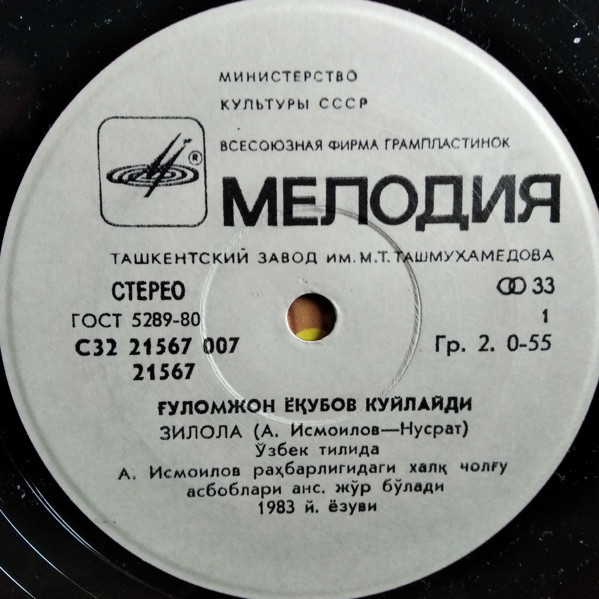 МИНИСТЕРСТВО
КУЛЬТУРЫ СССР
ВСЕСОЮЗНАЯ ФИРМА ГРАМПЛАСТИНОК
®
МЕЛОДИЯ
ТАШКЕНТСКИЙ ЗАВОД ИМ. М.Т. ТАШМУХАМЕДОВА
СТЕРЕО
ГОСТ 5289-80
С32 21567 007
21567
33
1
Гр. 2. 0-55
ҒУЛОМЖОН ЁҚУБОВ КУЙЛАЙДИ
ЗИЛОЛА (А. Исмоилов—Нусрат)
Ўзбек тилида
А. Исмоилов раҳбарлигидаги халқ чолғу
асбоблари анс. жўр бўлади
1983 й. ёзуви